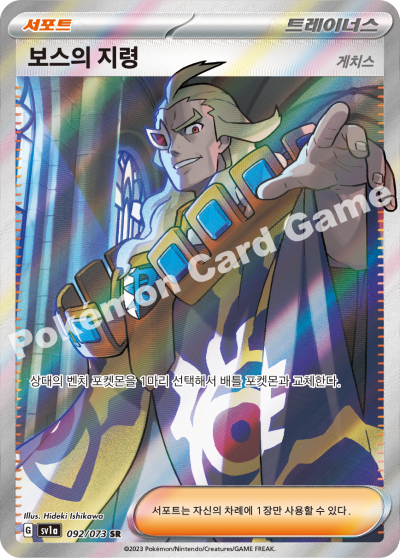 서포트
트레이너스
보스의 지령
게치스
Pokémon Card Game
상대의 벤치 포켓몬을 1마리 선택해서 배틀 포켓몬과 교체한다.
서포트는 자신의 차례에 1장만 사용할 수 있다.
Illus. Hideki Ishikawa
G sv1a 092/073 SR
©2023 Pokémon/Nintendo/Creatures/GAME FREAK.